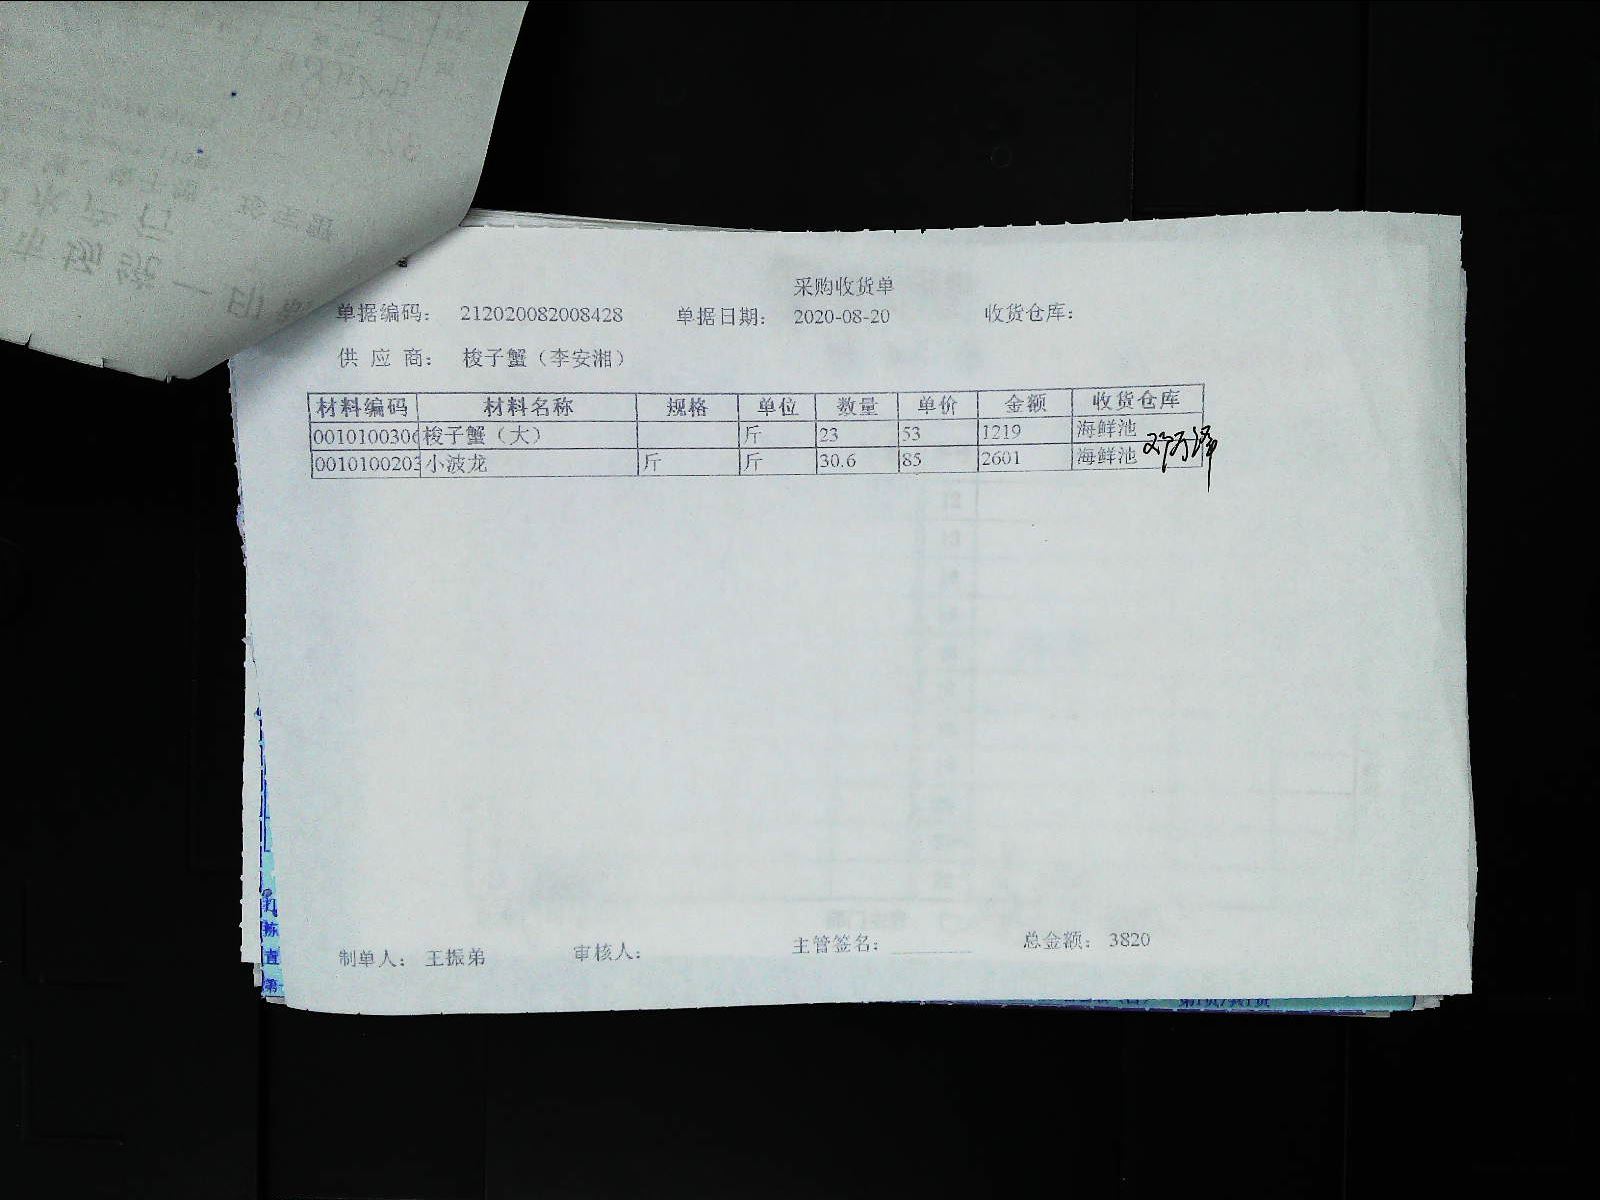 采购收货单
单据编码： 212020082008428 单据日期： 2020-08-20 收货仓库：
供 应 商： 梭子蟹（李安湘）
材料编码 材料名称 规格 单位 数量 单价 金额 收货仓库
0010100306 梭子蟹（大） 斤 23 53 1219 海鲜池
0010100203 小波龙 斤 斤 30.6 85 2601 海鲜池
制单人： 王振弟 审核人： 主管签名： 总金额： 3820